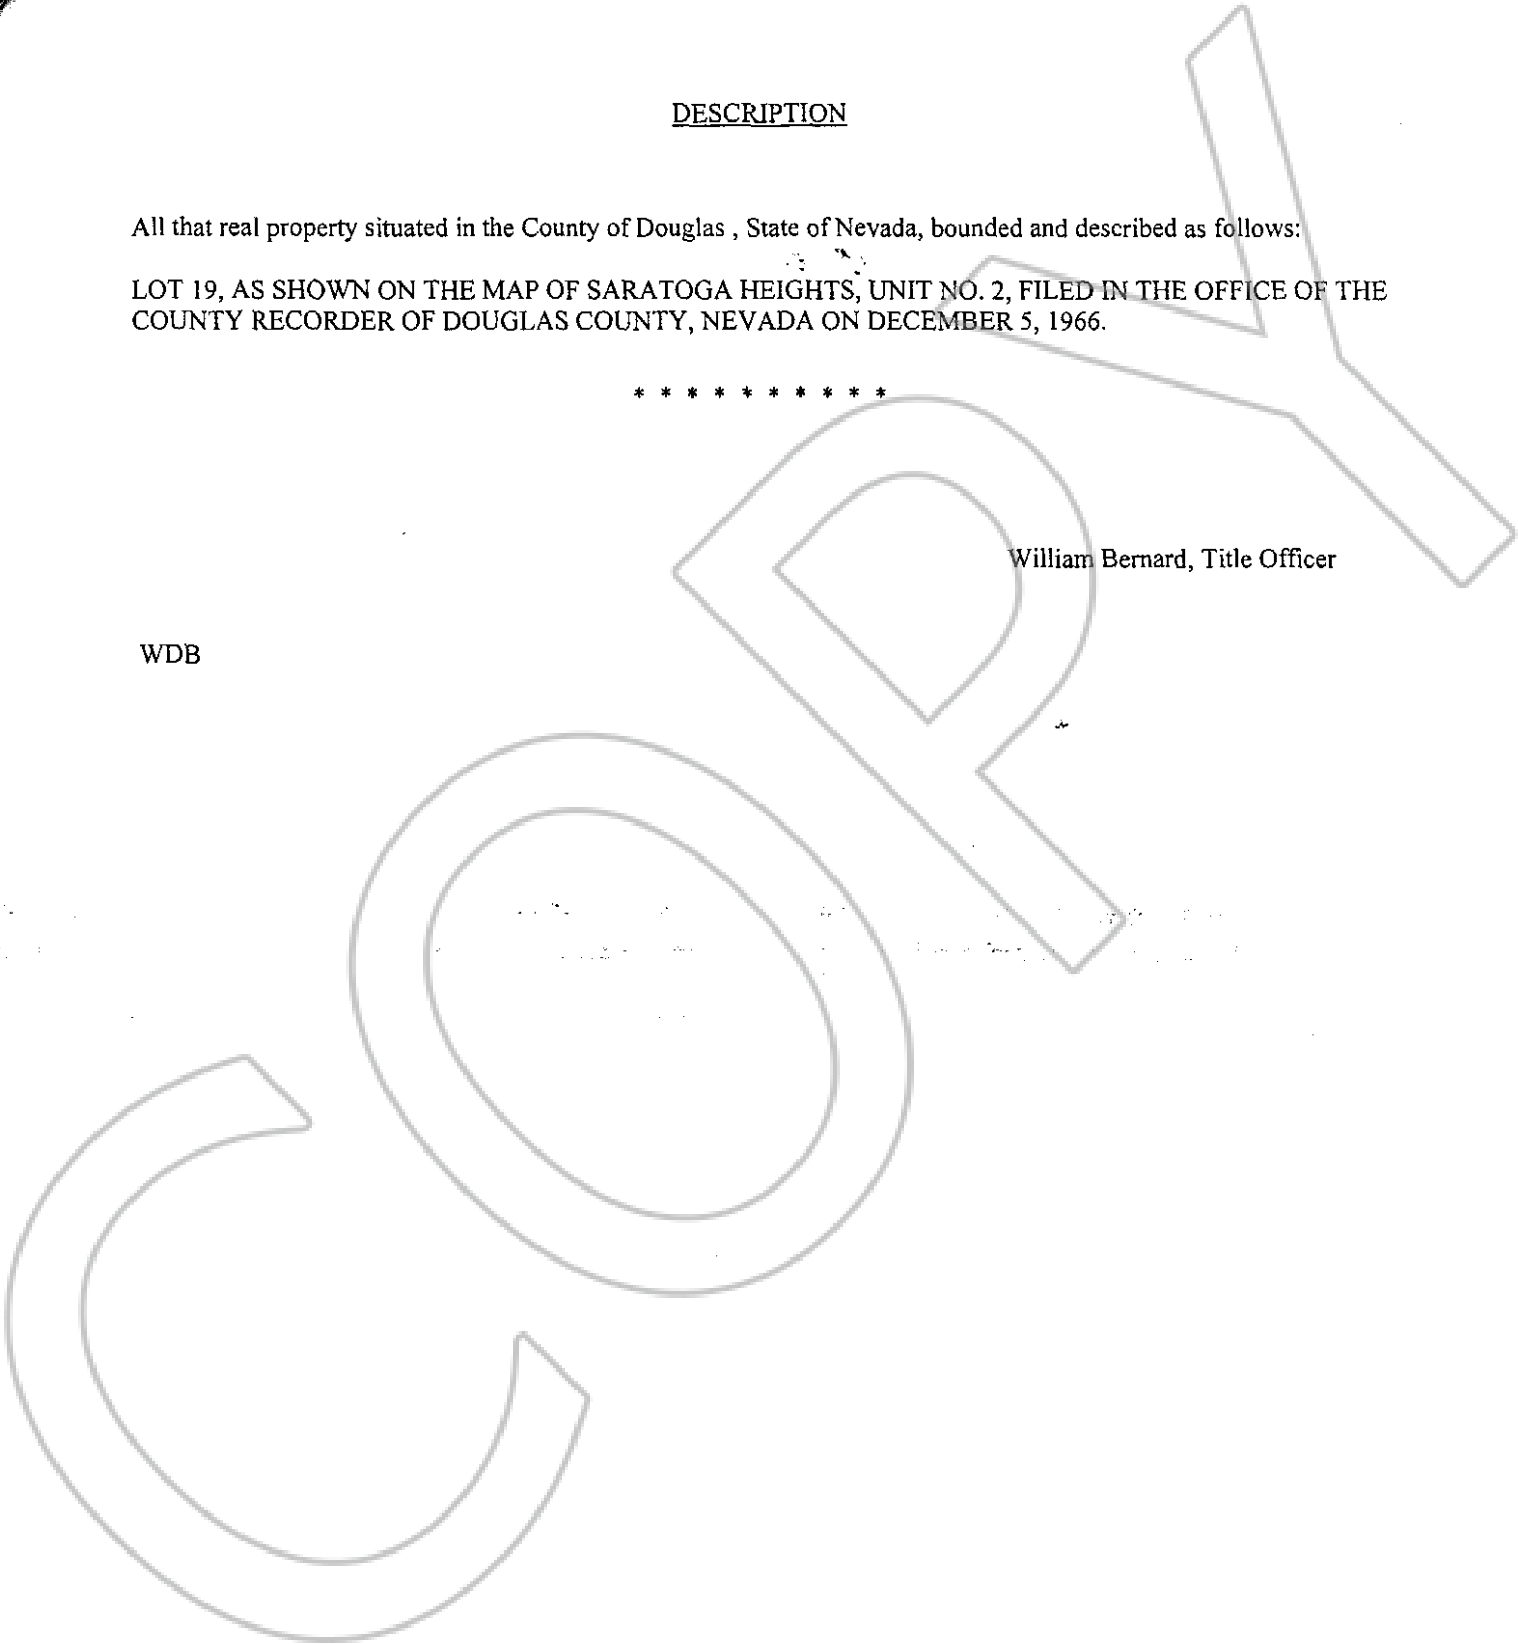 DESCRIPTION
All that real property situated in the County of Douglas , State of Nevada, bounded and described as follows:
LOT 19, AS SHOWN ON THE MAP OF SARATOGA HEIGHTS, UNIT NO. 2, FILED IN THE OFFICE OF THE
COUNTY RECORDER OF DOUGLAS COUNTY, NEVADA ON DECEMBER 5, 1966.
* * * * * * * * * *
William Bernard, Title Officer
WDB
COPY